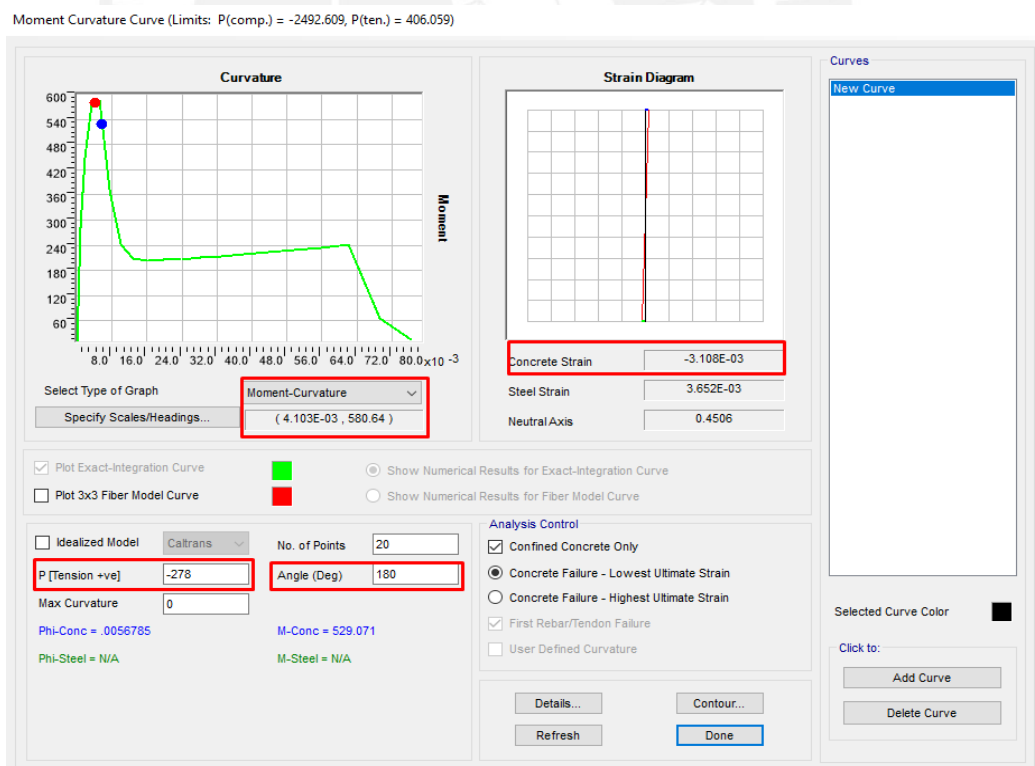 Moment Curvature Curve (Limits:  P(comp.) = -2492.609, P(ten.) = 406.059)
Curvature
600
540
480
420
360
300
240
180
120
60
Moment
8.0 16.0 24.0 32.0 40.0 48.0 56.0 64.0 72.0 80.0 x10 -3
Select Type of Graph
Moment-Curvature
Specify Scales/Headings...
( 4.103E-03 , 580.64 )
Strain Diagram
Concrete Strain
-3.108E-03
Steel Strain
3.652E-03
Neutral Axis
0.4506
Curves
New Curve
Plot Exact-Integration Curve
Show Numerical Results for Exact-Integration Curve
Plot 3x3 Fiber Model Curve
Show Numerical Results for Fiber Model Curve
Idealized Model
Caltrans
No. of Points
20
P [Tension +ve]
-278
Angle (Deg)
180
Max Curvature
0
Phi-Conc = .0056785
M-Conc = 529.071
Phi-Steel = N/A
M-Steel = N/A
Analysis Control
Confined Concrete Only
Concrete Failure - Lowest Ultimate Strain
Concrete Failure - Highest Ultimate Strain
First Rebar/Tendon Failure
User Defined Curvature
Details...
Contour...
Refresh
Done
Selected Curve Color
Click to:
Add Curve
Delete Curve